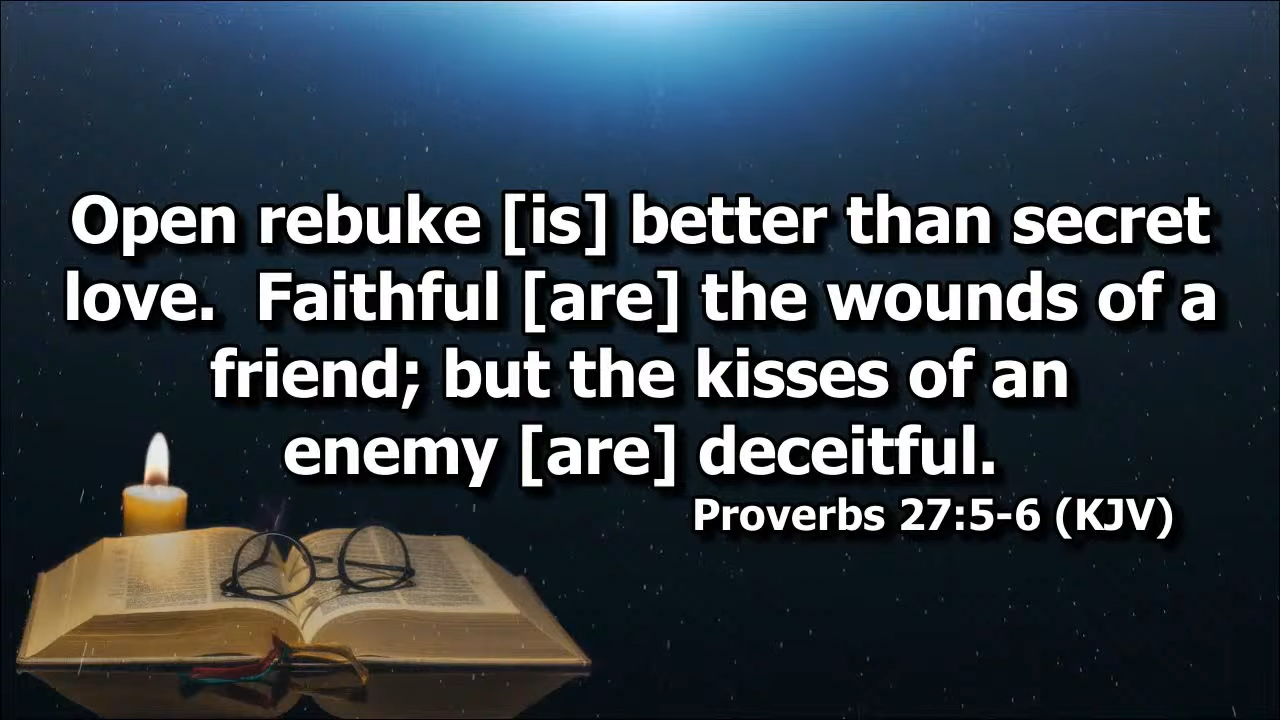 Open rebuke [is] better than secret
love.  Faithful [are] the wounds of a
friend; but the kisses of an
enemy [are] deceitful.
Proverbs 27:5-6 (KJV)